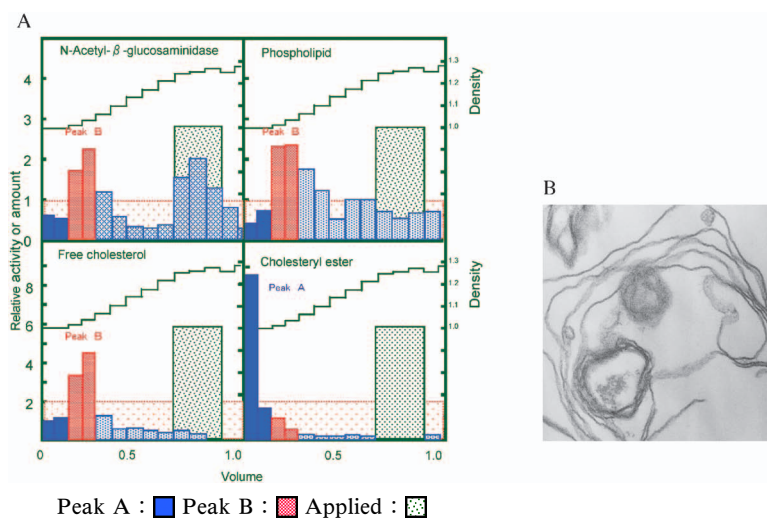 A
N-Acetyl-β-glucosaminidase
Phospholipid
4
3
2
1
0
Peak B
Peak B
1.3
1.2
1.1
1.0
Density
Relative activity or amount
Free cholesterol
Cholesteryl ester
8
6
4
2
Peak B
Peak A
1.3
1.2
1.1
1.0
Density
0
0.5
1.0
0.5
1.0
Volume
B
Peak A : Peak B : Applied :